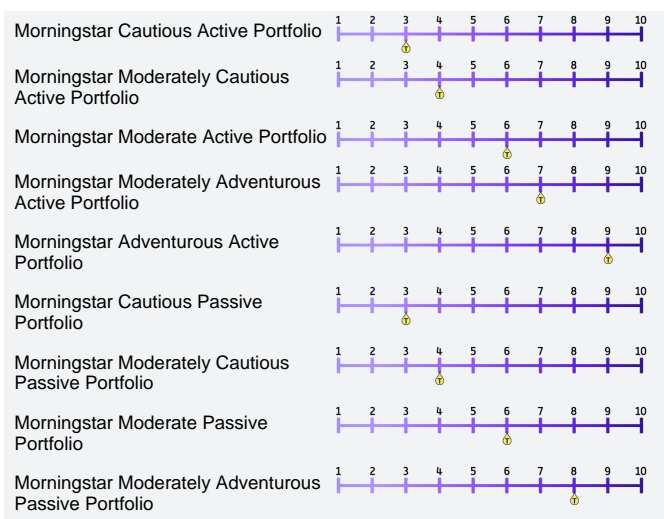 Morningstar Cautious Active Portfolio
1 2 3 4 5 6 7 8 9 10
T
Morningstar Moderately Cautious
Active Portfolio
1 2 3 4 5 6 7 8 9 10
T
Morningstar Moderate Active Portfolio
1 2 3 4 5 6 7 8 9 10
T
Morningstar Moderately Adventurous
Active Portfolio
1 2 3 4 5 6 7 8 9 10
T
Morningstar Adventurous Active
Portfolio
1 2 3 4 5 6 7 8 9 10
T
Morningstar Cautious Passive
Portfolio
1 2 3 4 5 6 7 8 9 10
T
Morningstar Moderately Cautious
Passive Portfolio
1 2 3 4 5 6 7 8 9 10
T
Morningstar Moderate Passive
Portfolio
1 2 3 4 5 6 7 8 9 10
T
Morningstar Moderately Adventurous
Passive Portfolio
1 2 3 4 5 6 7 8 9 10
T